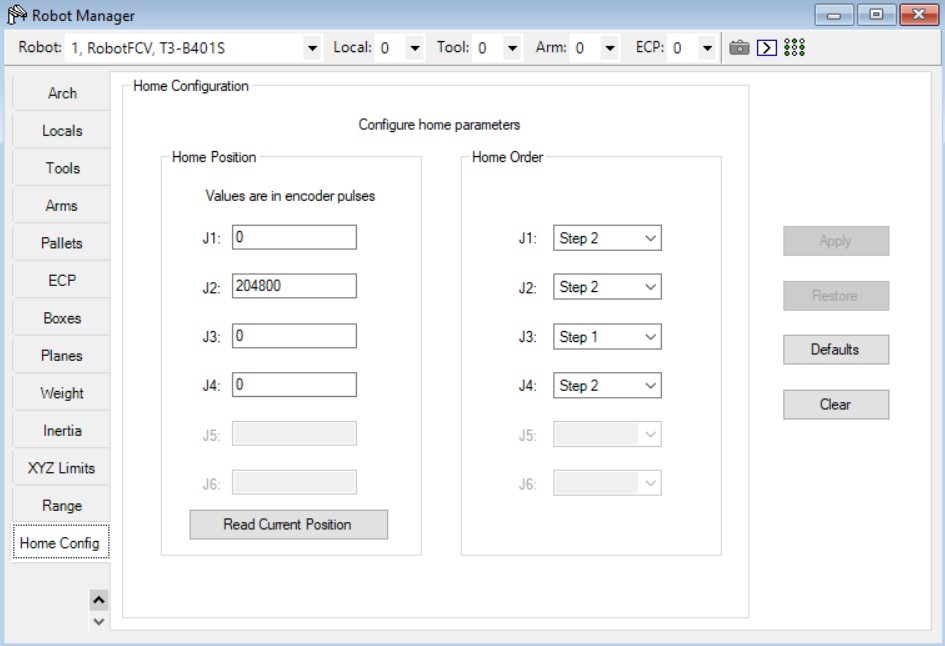 Robot Manager
Robot: 1, RobotFCV, T3-B401S Local: 0 Tool: 0 Arm: 0 ECP: 0
Arch
Locals
Tools
Arms
Pallets
ECP
Boxes
Planes
Weight
Inertia
XYZ Limits
Range
Home Config
Home Configuration
Configure home parameters
Home Position
Values are in encoder pulses
J1: 0
J2: 204800
J3: 0
J4: 0
J5:
J6:
Read Current Position
Home Order
J1: Step 2
J2: Step 2
J3: Step 1
J4: Step 2
J5:
J6:
Apply
Restore
Defaults
Clear